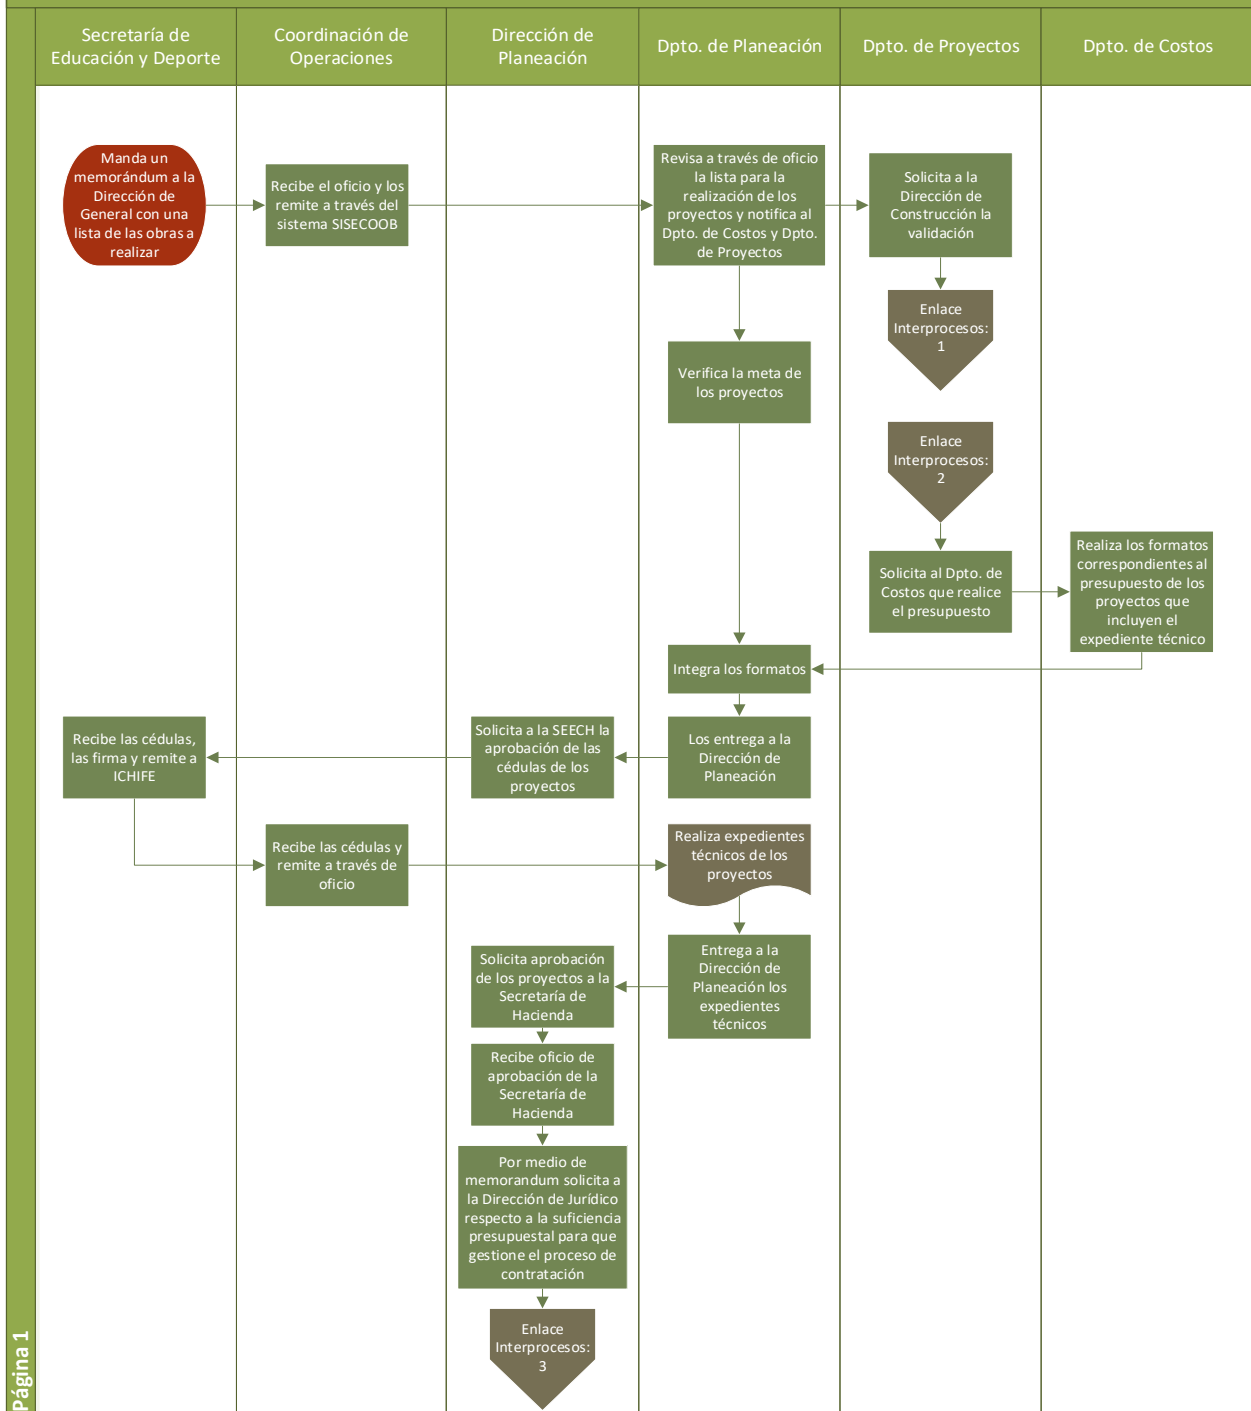 Secretaría de
Educación y Deporte
Coordinación de
Operaciones
Dirección de
Planeación
Dpto. de Planeación
Dpto. de Proyectos
Dpto. de Costos
Manda un
memorándum a la
Dirección de
General con una
lista de las obras a
realizar
Recibe el oficio y los
remite a través del
sistema SISECOOB
Revisa a través de oficio
la lista para la
realización de los
proyectos y notifica al
Dpto. de Costos y Dpto.
de Proyectos
Solicita a la
Dirección de
Construcción la
validación
Enlace
Interprocesos:
1
Verifica la meta de
los proyectos
Enlace
Interprocesos:
2
Solicita al Dpto. de
Costos que realice
el presupuesto
Realiza los formatos
correspondientes al
presupuesto de los
proyectos que
incluyen el
expediente técnico
Integra los formatos
Los entrega a la
Dirección de
Planeación
Solicita a la SEECH la
aprobación de las
cédulas de los
proyectos
Recibe las cédulas,
las firma y remite a
ICHIFE
Recibe las cédulas y
remite a través de
oficio
Realiza expedientes
técnicos de los
proyectos
Entrega a la
Dirección de
Planeación los
expedientes
técnicos
Solicita aprobación
de los proyectos a la
Secretaría de
Hacienda
Recibe oficio de
aprobación de la
Secretaría de
Hacienda
Por medio de
memorandum solicita a
la Dirección de Jurídico
respecto a la suficiencia
presupuestal para que
gestione el proceso de
contratación
Enlace
Interprocesos:
3
Página 1